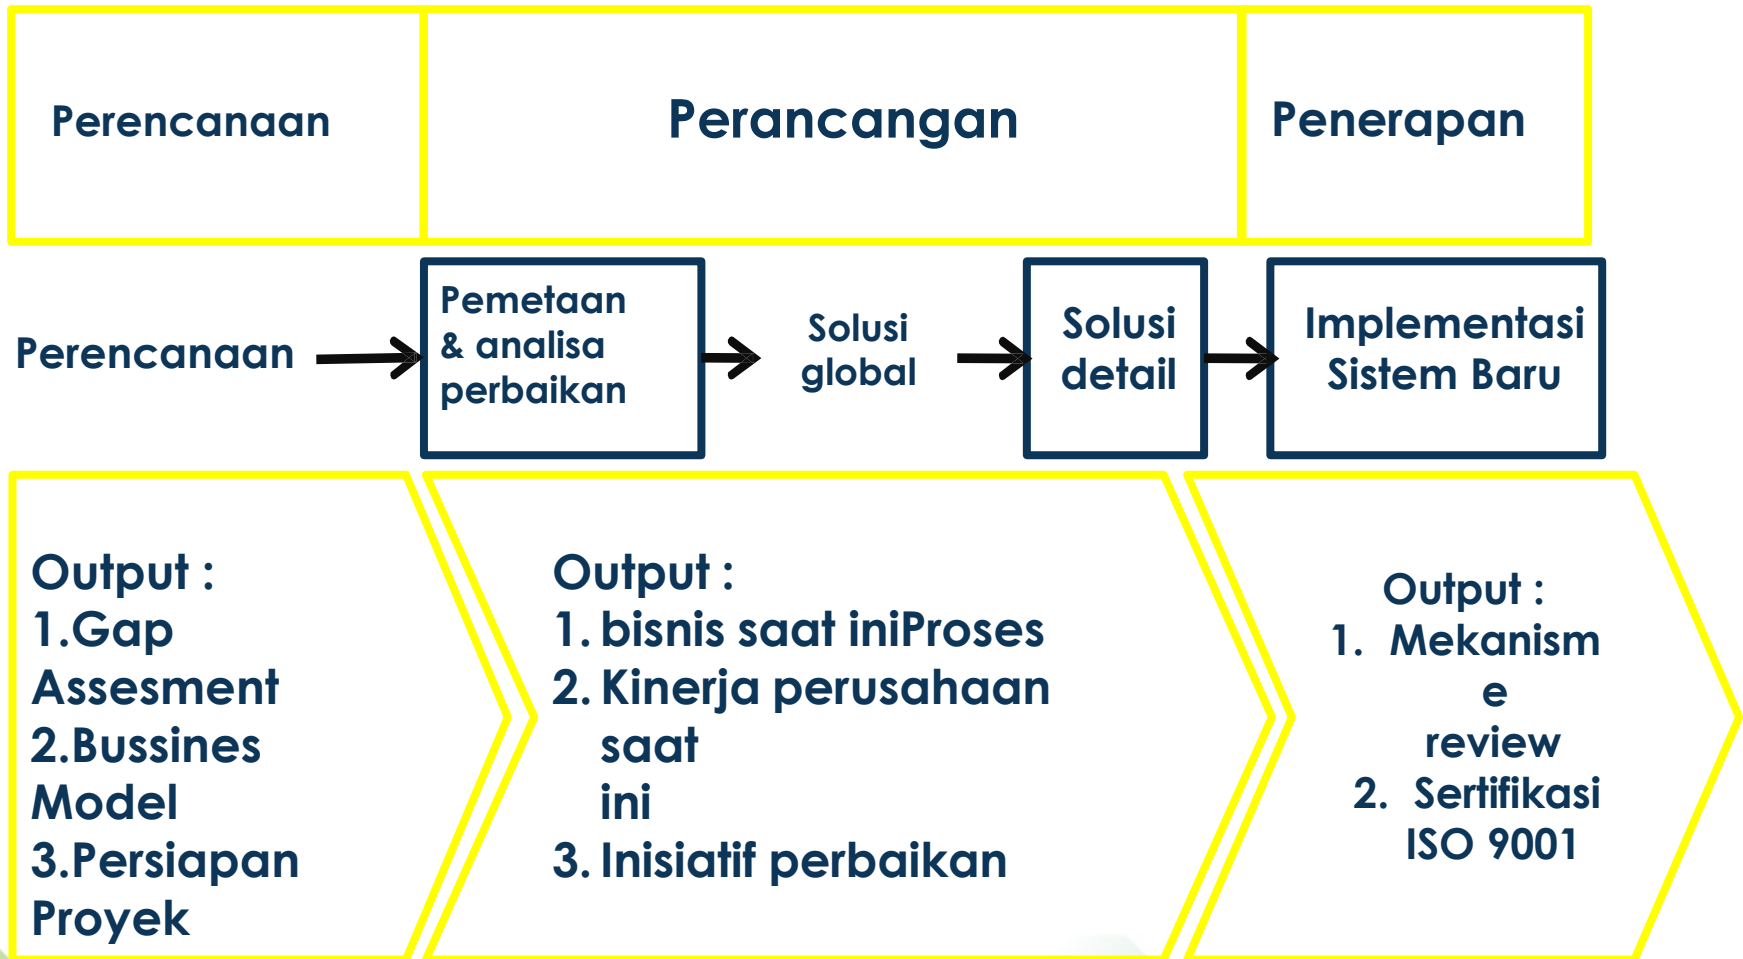 Perencanaan
Perancangan
Penerapan
Perencanaan
Pemetaan
& analisa
perbaikan
Solusi
global
Solusi
detail
Implementasi
Sistem Baru
Output :
1.Gap
Assesment
2.Bussines
Model
3.Persiapan
Proyek
Output :
1. bisnis saat iniProses
2. Kinerja perusahaan
saat
ini
3. Inisiatif perbaikan
Output :
1. Mekanism
e
review
2. Sertifikasi
ISO 9001